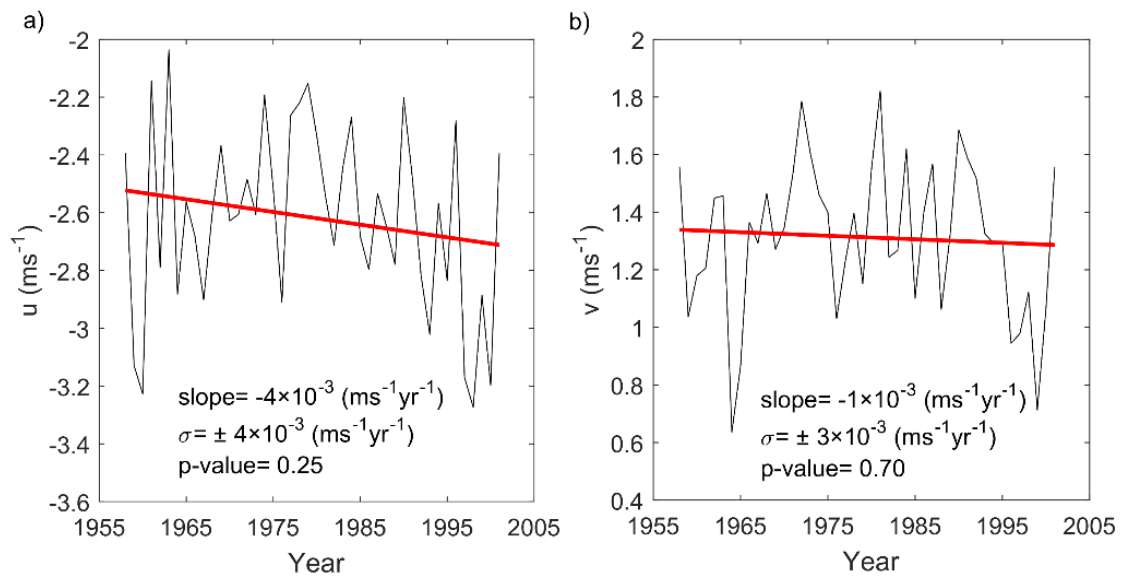 a)
-2
-2.2
-2.4
-2.6
-2.8
-3
-3.2
-3.4
-3.6
u (ms⁻¹)
slope= -4×10⁻³ (ms⁻¹yr⁻¹)
σ= ± 4×10⁻³ (ms⁻¹yr⁻¹)
p-value= 0.25
1955 1965 1975 1985 1995 2005
Year
b)
2
1.8
1.6
1.4
1.2
1
0.8
0.6
0.4
v (ms⁻¹)
slope= -1×10⁻³ (ms⁻¹yr⁻¹)
σ= ± 3×10⁻³ (ms⁻¹yr⁻¹)
p-value= 0.70
1955 1965 1975 1985 1995 2005
Year